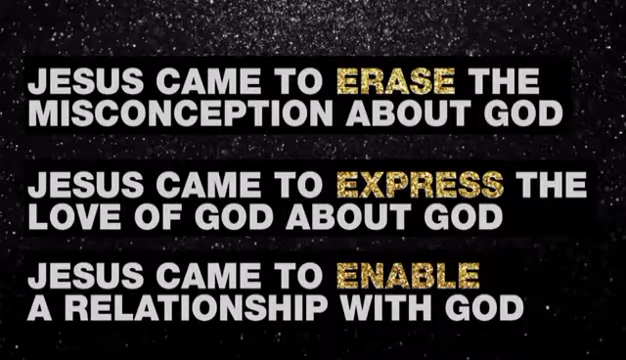 JESUS CAME TO ERASE THE
MISCONCEPTION ABOUT GOD
JESUS CAME TO EXPRESS THE
LOVE OF GOD ABOUT GOD
JESUS CAME TO ENABLE
A RELATIONSHIP WITH GOD